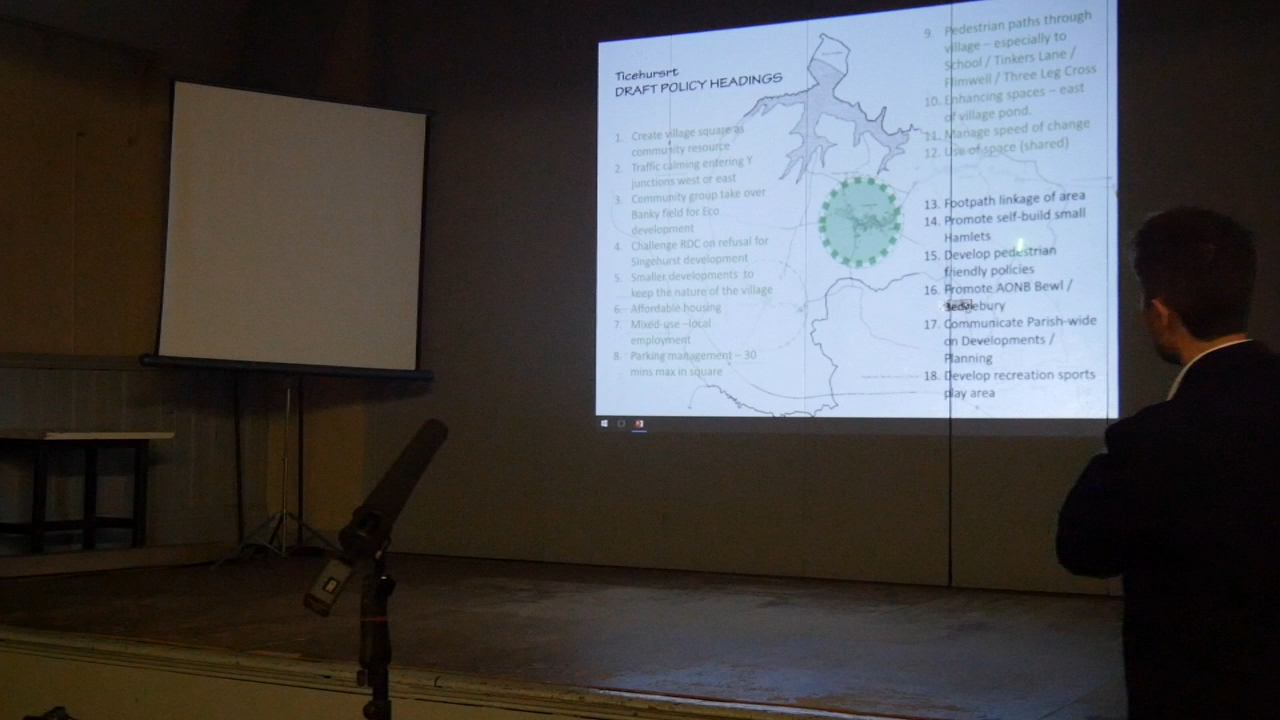 Ticehursrt
DRAFT POLICY HEADINGS
1. Create village square as
community resource
2. Traffic calming entering Y
junctions west or east
3. Community group take over
Banky field for Eco
development
4. Challenge RDC on refusal for
Singehurst development
5. Smaller developments to
keep the nature of the village
6. Affordable housing
7. Mixed-use –local
employment
8. Parking management – 30
mins max in square
9. Pedestrian paths through
village – especially to
School / Tinkers Lane /
Flimwell / Three Leg Cross
10. Enhancing spaces – east
of village pond.
11. Manage speed of change
12. Use of space (shared)
13. Footpath linkage of area
14. Promote self-build small
Hamlets
15. Develop pedestrian
friendly policies
16. Promote AONB Bewl /
17. Communicate Parish-wide
on Developments /
Planning
18. Develop recreation sports
play area